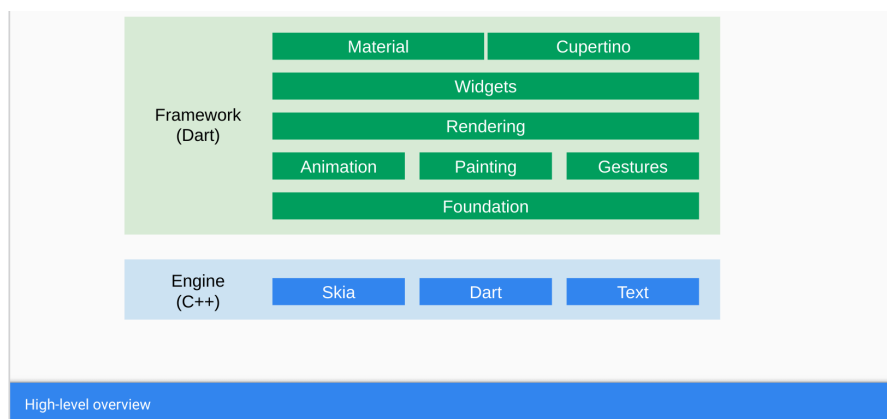 Material
Cupertino
Widgets
Framework
(Dart)
Rendering
Animation
Painting
Gestures
Foundation
Engine
(C++)
Skia
Dart
Text
High-level overview